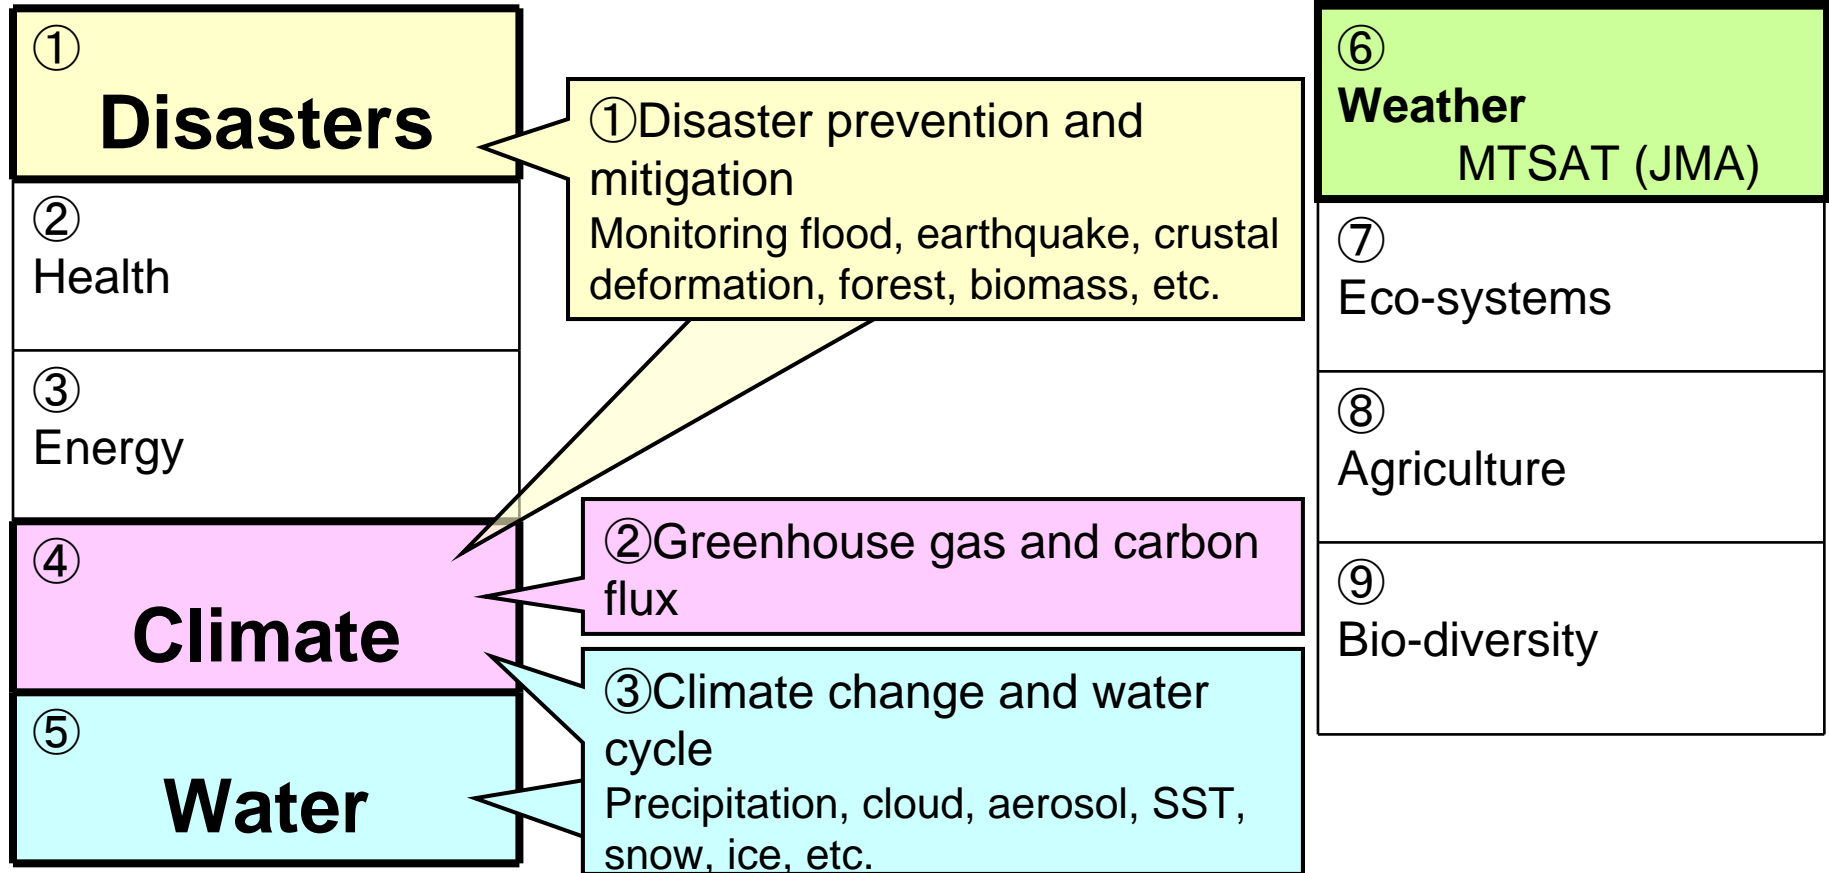 ①
Disasters
②
Health
③
Energy
④
Climate
⑤
Water
①Disaster prevention and
mitigation
Monitoring flood, earthquake, crustal
deformation, forest, biomass, etc.
②Greenhouse gas and carbon
flux
③Climate change and water
cycle
Precipitation, cloud, aerosol, SST,
snow, ice, etc.
⑥
Weather
MTSAT (JMA)
⑦
Eco-systems
⑧
Agriculture
⑨
Bio-diversity